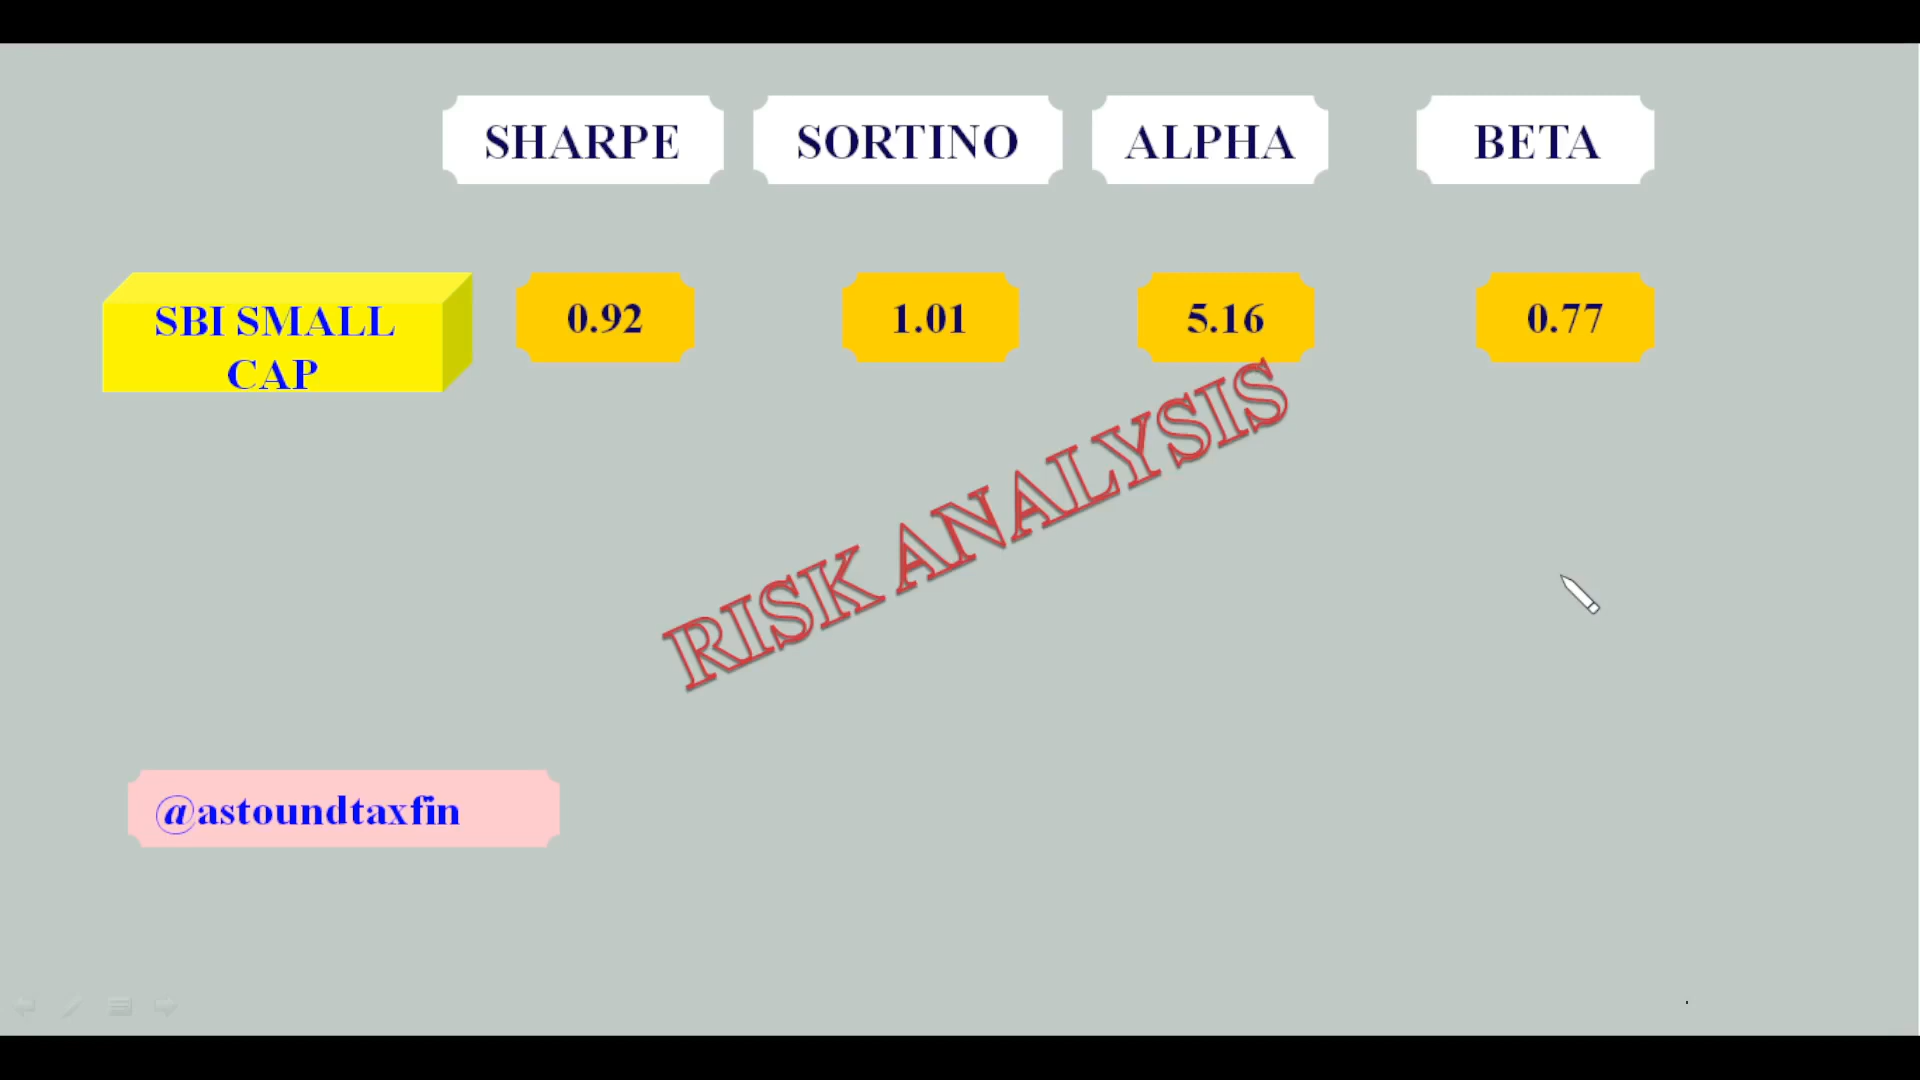 SHARPE SORTINO ALPHA BETA
SBI SMALL
CAP
0.92 1.01 5.16 0.77
RISK ANALYSIS
@astoundtaxfin